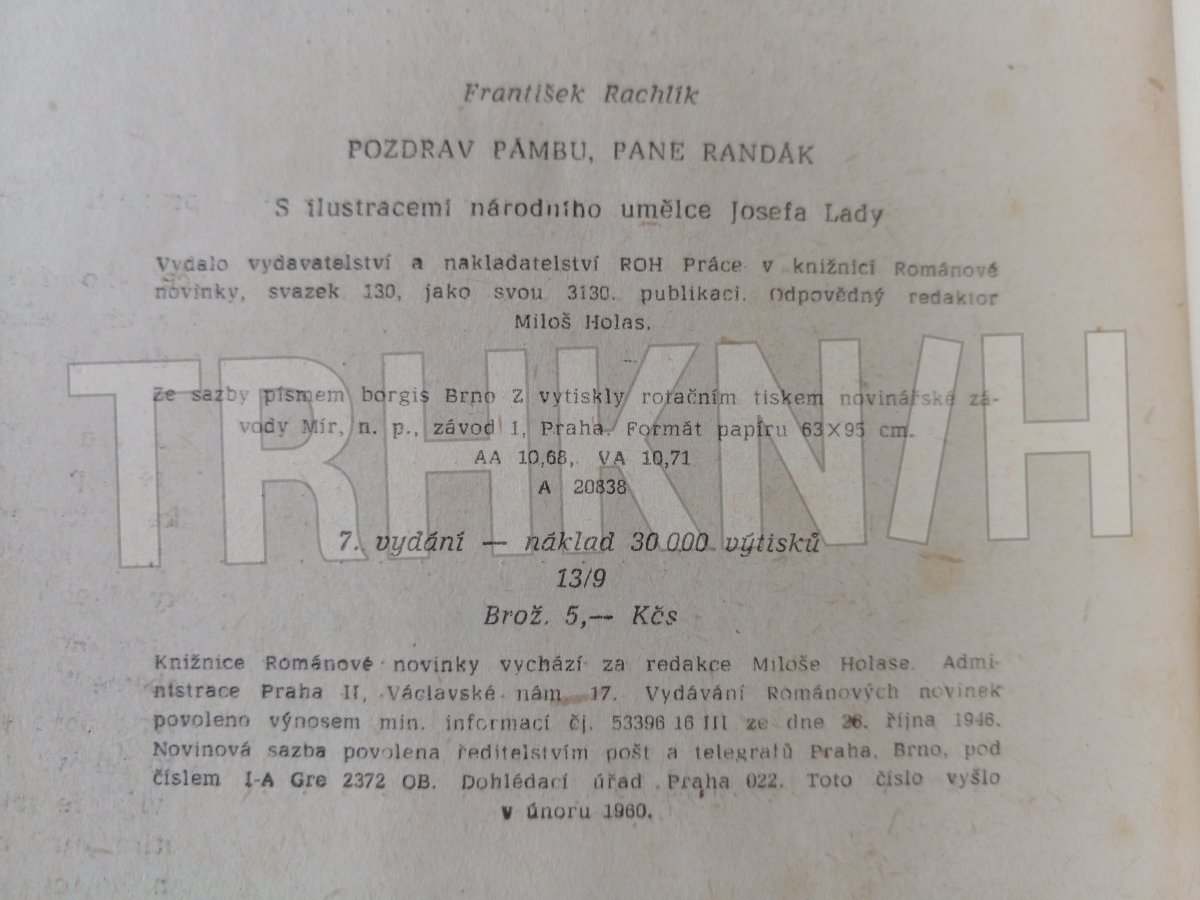 František Rachlík
POZDRAV PÁMBU, PANE RANDÁK
S ilustracemi národního umělce Josefa Lady
Vydalo vydavatelství a nakladatelství ROH Práce v knižnici Románové
novinky, svazek 130, jako svou 3130. publikaci. Odpovědný redaktor
Miloš Holas.
Ze sazby písmem borgis Brno Z vytiskly rotačním tiskem novinářské zá-
vody Mír, n. p., závod 1, Praha. Formát papíru 63×95 cm.
AA 10,68, VA 10,71
A 20838
TRHKN/H
7. vydání — náklad 30 000 výtisků
13/9
Brož. 5,— Kčs
Knižnice Románové novinky vychází za redakce Miloše Holase. Admi-
nistrace Praha II, Václavské nám. 17. Vydávání Románových novinek
povoleno výnosem min. informací čj. 53396 16 III ze dne 26. října 1946.
Novinová sazba povolena ředitelstvím pošt a telegrafů Praha, Brno, pod
číslem I-A Gre 2372 OB. Dohlédací úřad Praha 022. Toto číslo vyšlo
v únoru 1960.